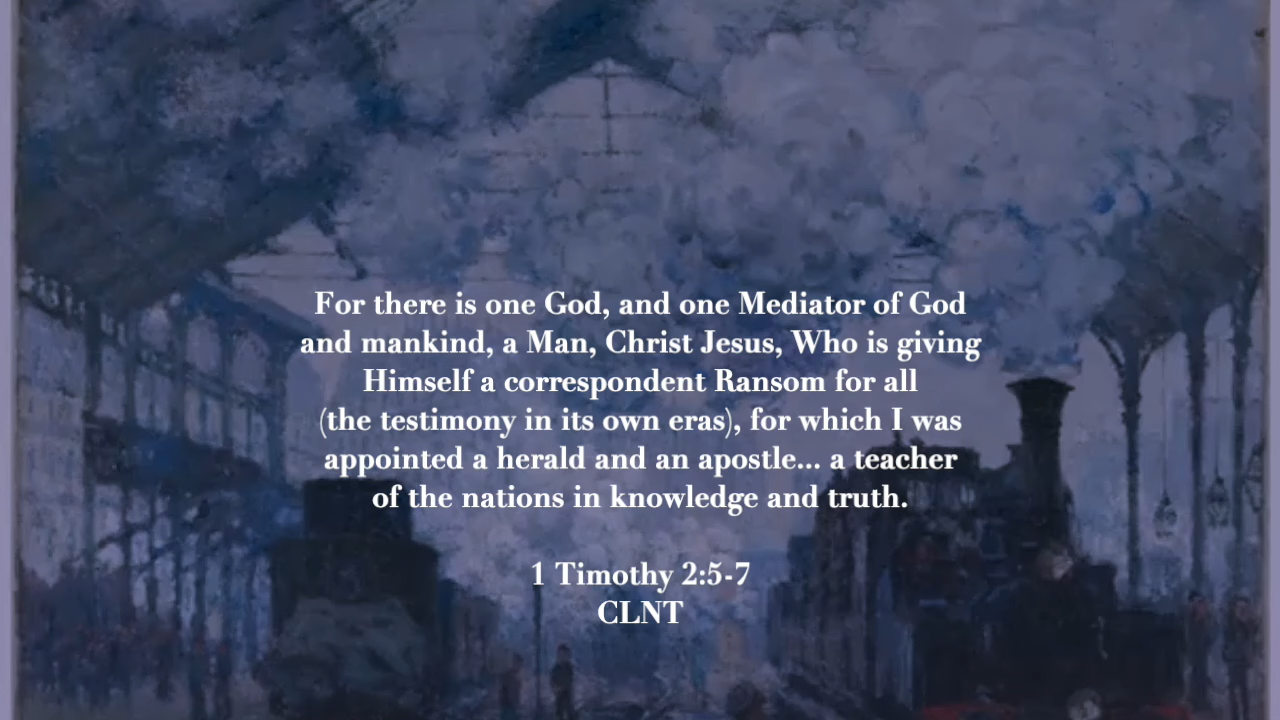 For there is one God, and one Mediator of God
and mankind, a Man, Christ Jesus, Who is giving
Himself a correspondent Ransom for all
(the testimony in its own eras), for which I was
appointed a herald and an apostle... a teacher
of the nations in knowledge and truth.
1 Timothy 2:5-7
CLNT